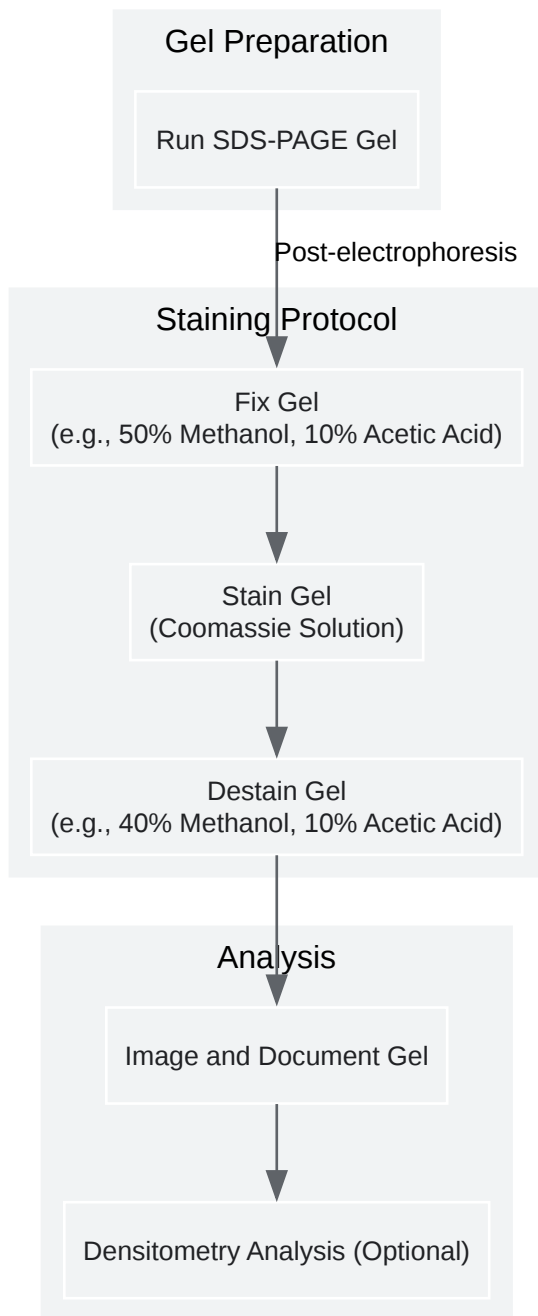 Gel Preparation
Run SDS-PAGE Gel
Post-electrophoresis
Staining Protocol
Fix Gel
(e.g., 50% Methanol, 10% Acetic Acid)
Stain Gel
(Coomassie Solution)
Destain Gel
(e.g., 40% Methanol, 10% Acetic Acid)
Analysis
Image and Document Gel
Densitometry Analysis (Optional)